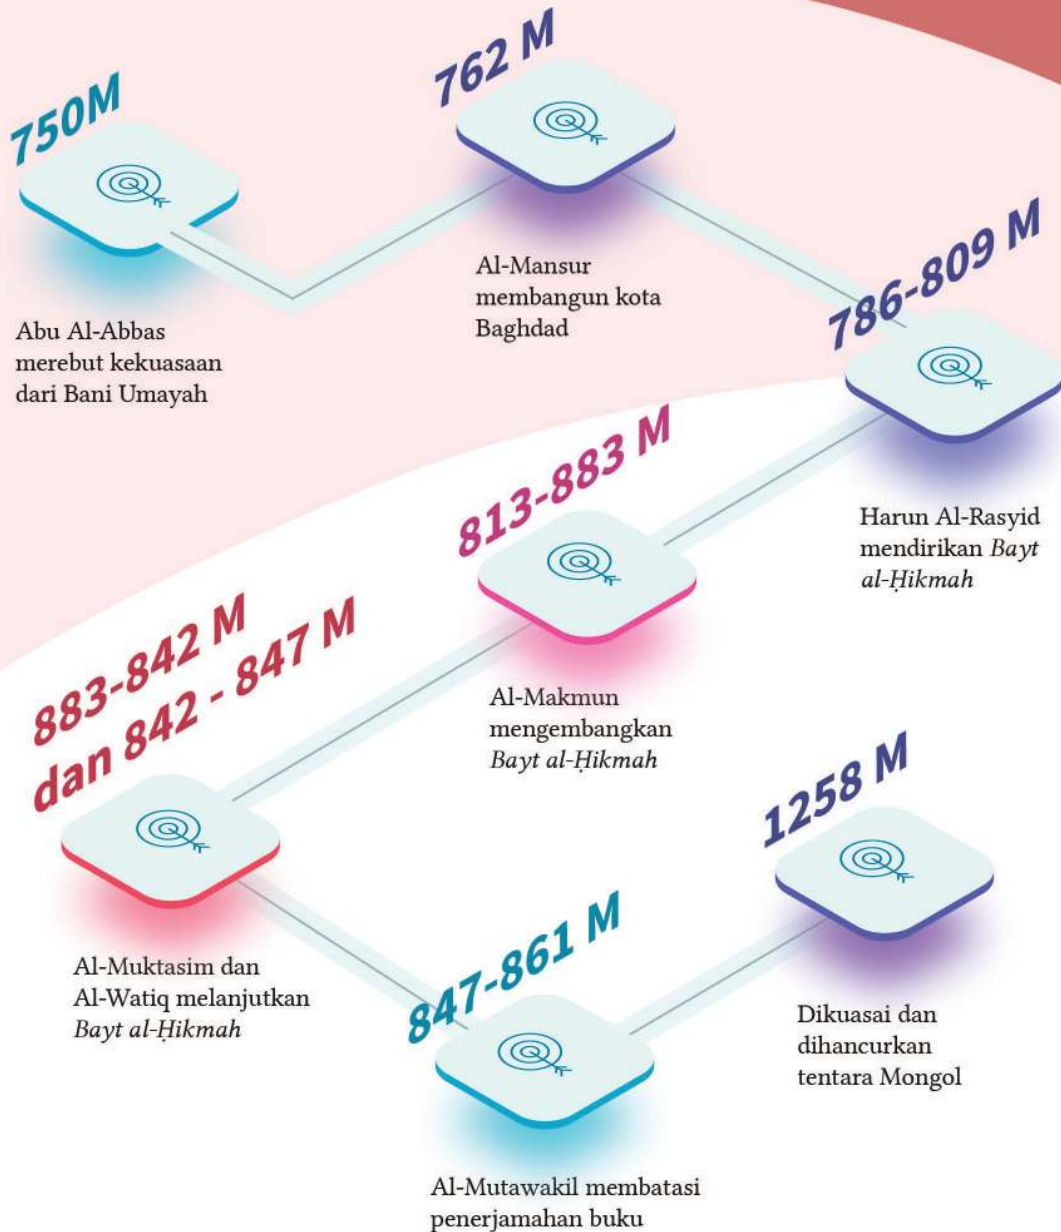 750M
Abu Al-Abbas
merebut kekuasaan
dari Bani Umayah
762 M
Al-Mansur
membangun kota
Baghdad
786-809 M
Harun Al-Rasyid
mendirikan Bayt
al-Ḥikmah
813-883 M
Al-Makmun
mengembangkan
Bayt al-Ḥikmah
883-842 M
dan 842 - 847 M
Al-Muktasim dan
Al-Watiq melanjutkan
Bayt al-Ḥikmah
847-861 M
Al-Mutawakil membatasi
penerjamahan buku
1258 M
Dikuasai dan
dihancurkan
tentara Mongol